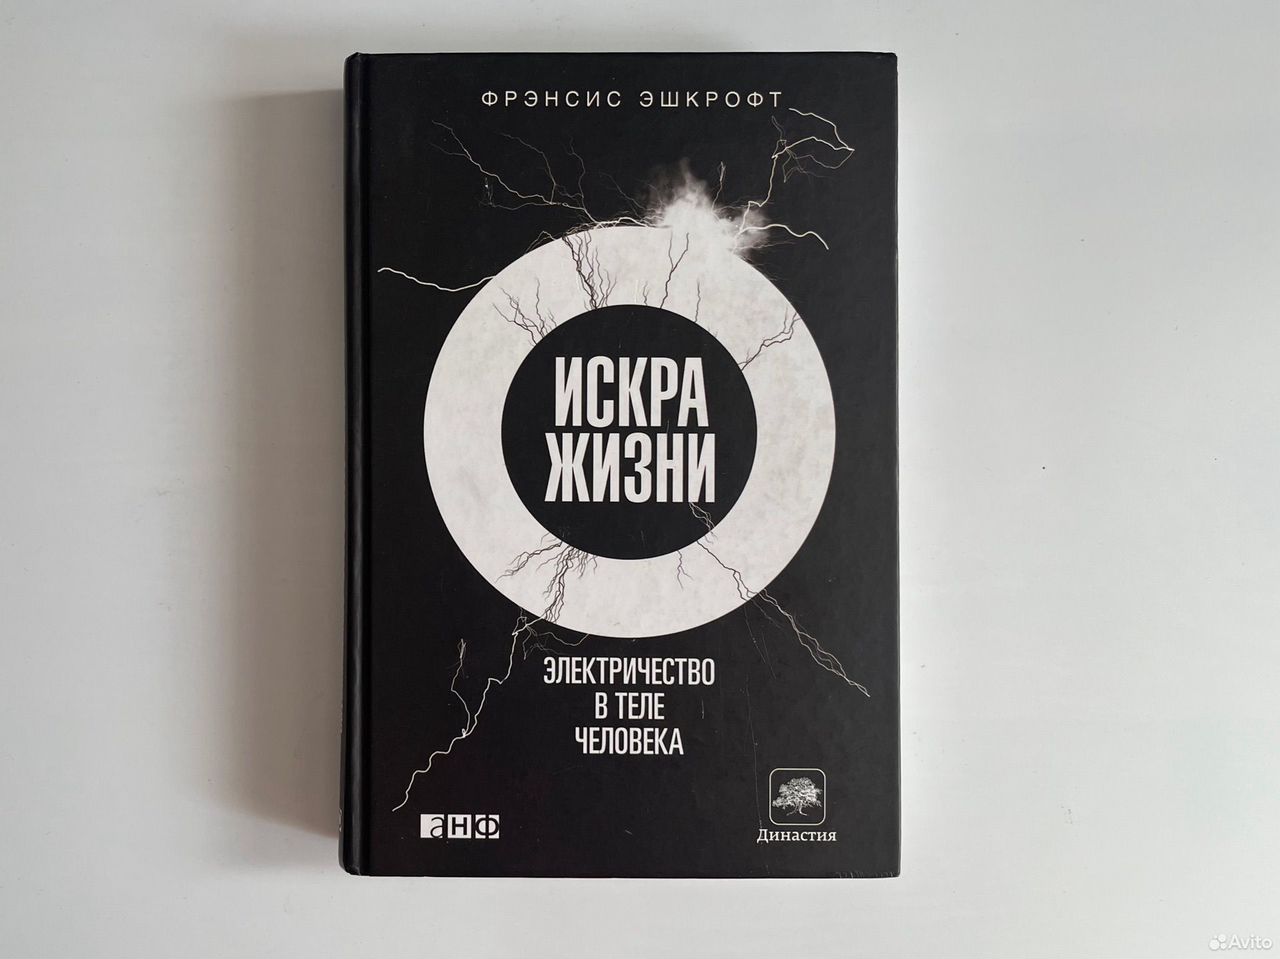 ФРЭНСИС ЭШКРОФТ
ИСКРА
ЖИЗНИ
ЭЛЕКТРИЧЕСТВО
В ТЕЛЕ
ЧЕЛОВЕКА
анф
Династия
Avito